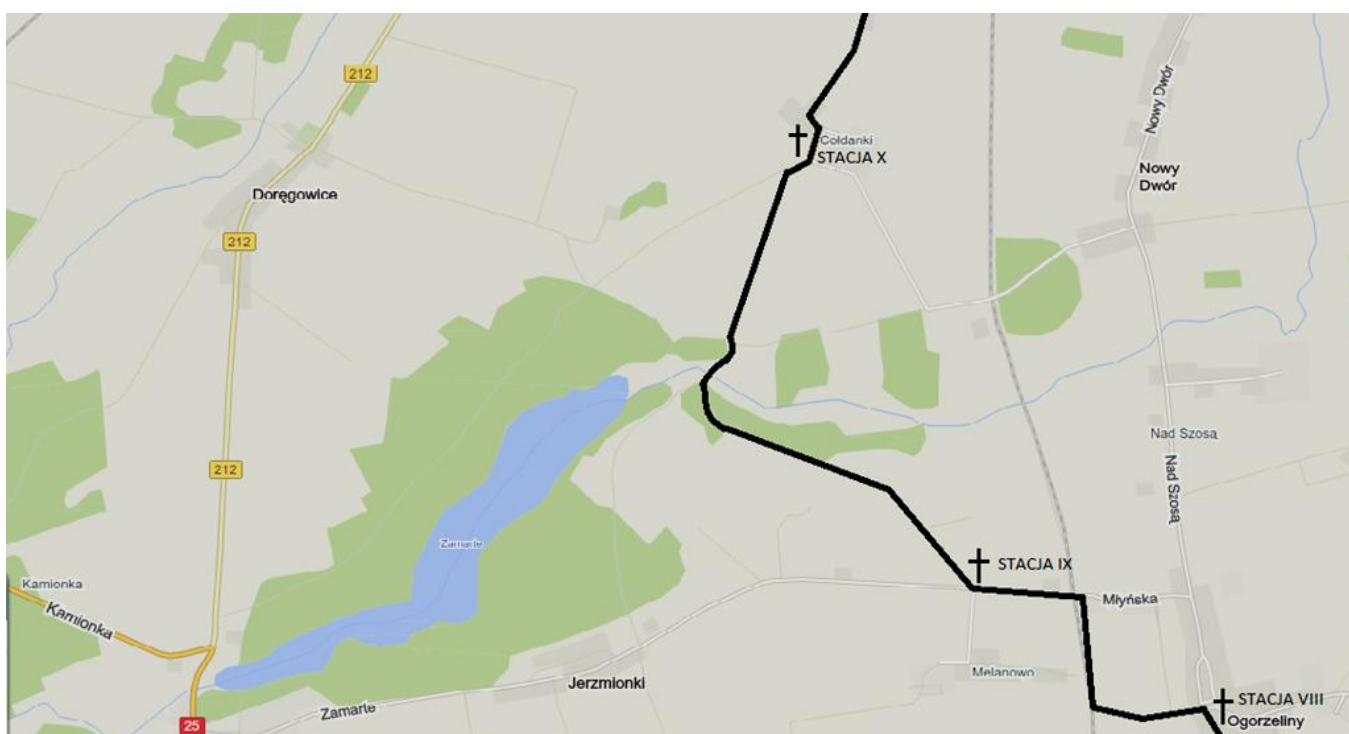 212
Nowy Dwór
Cołdanki
STACJA X
Nowy
Dwór
Doręgowice
212
Nad Szosą
Nad Szosą
212
Zamarte
STACJA IX
Kamionka
Kamionka
Młyńska
Melanowo
Jerzmionki
STACJA VIII
Zamarte
25
Ogorzeliny